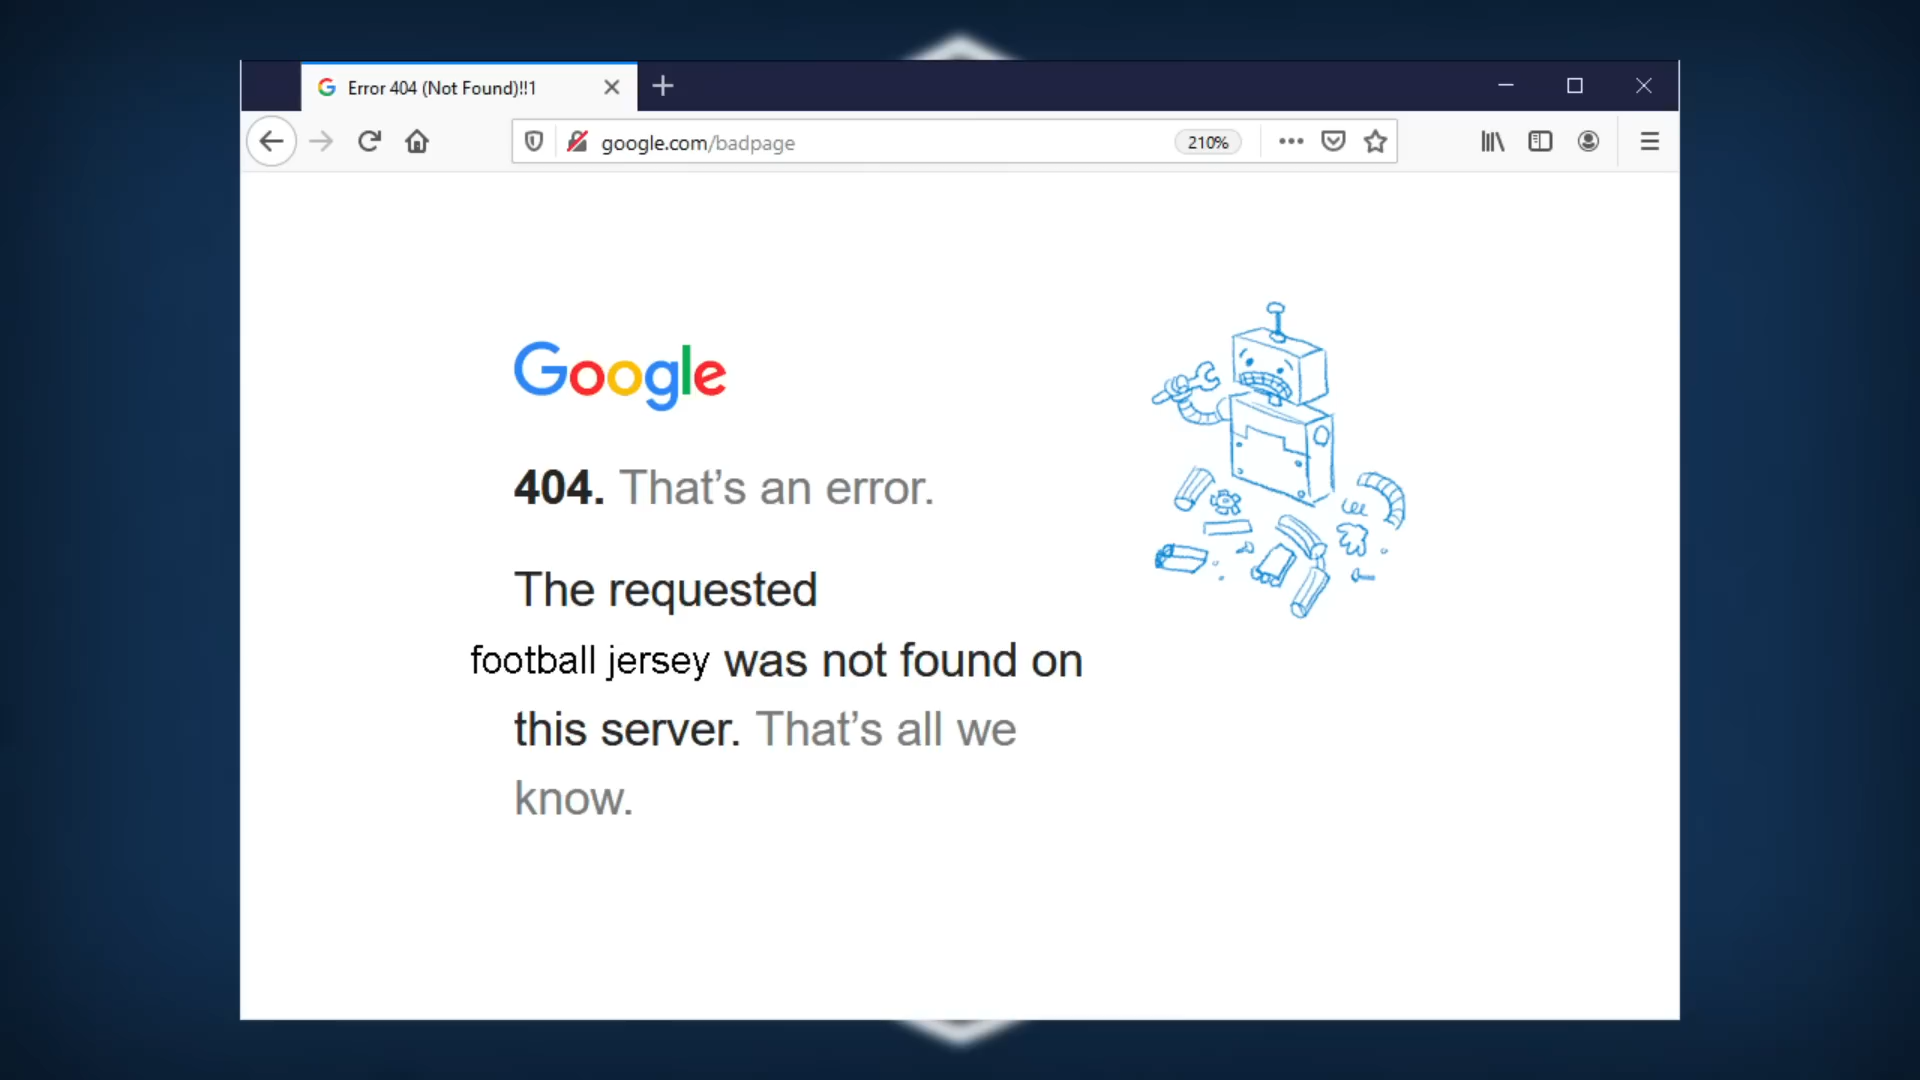 Error 404 (Not Found)!!1
google.com/badpage
210%
Google
404. That’s an error.
The requested
football jersey was not found on
this server. That’s all we
know.